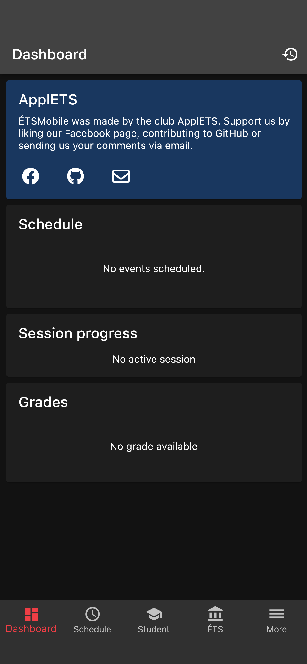 Dashboard
ApplETS
ÉTSMobile was made by the club ApplETS. Support us by
liking our Facebook page, contributing to GitHub or
sending us your comments via email.
Schedule
No events scheduled.
Session progress
No active session
Grades
No grade available
Dashboard
Schedule
Student
ÉTS
More